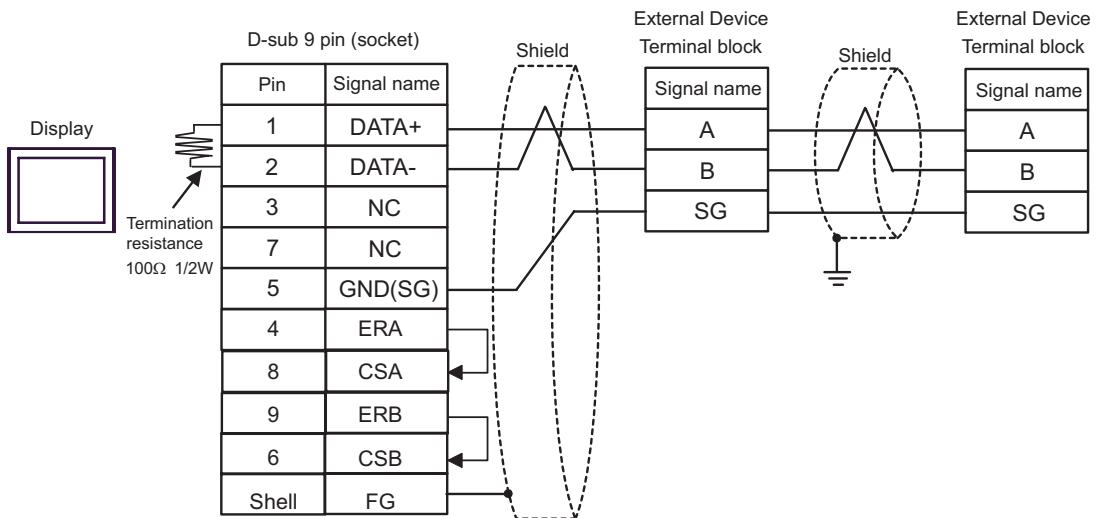 D-sub 9 pin (socket)
Shield
External Device
Terminal block
Shield
External Device
Terminal block
Display
Termination
resistance
100Ω 1/2W
Pin Signal name
1 DATA+
2 DATA-
3 NC
7 NC
5 GND(SG)
4 ERA
8 CSA
9 ERB
6 CSB
Shell FG
Signal name
A
B
SG
Signal name
A
B
SG